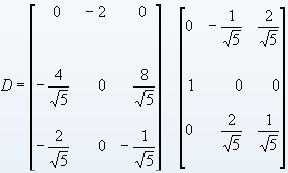 D = [ 0 −2 0 ; −4/√5 0 8/√5 ; −2/√5 0 −1/√5 ] [ 0 −1/√5 2/√5 ; 1 0 0 ; 0 2/√5 1/√5 ]